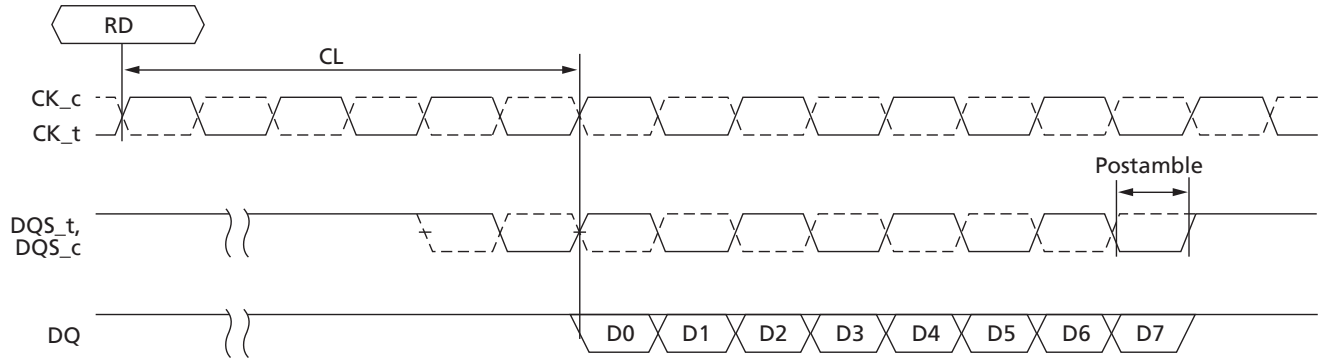 RD
CL
CK_c
CK_t
Postamble
DQS_t,
DQS_c
DQ
D0 D1 D2 D3 D4 D5 D6 D7